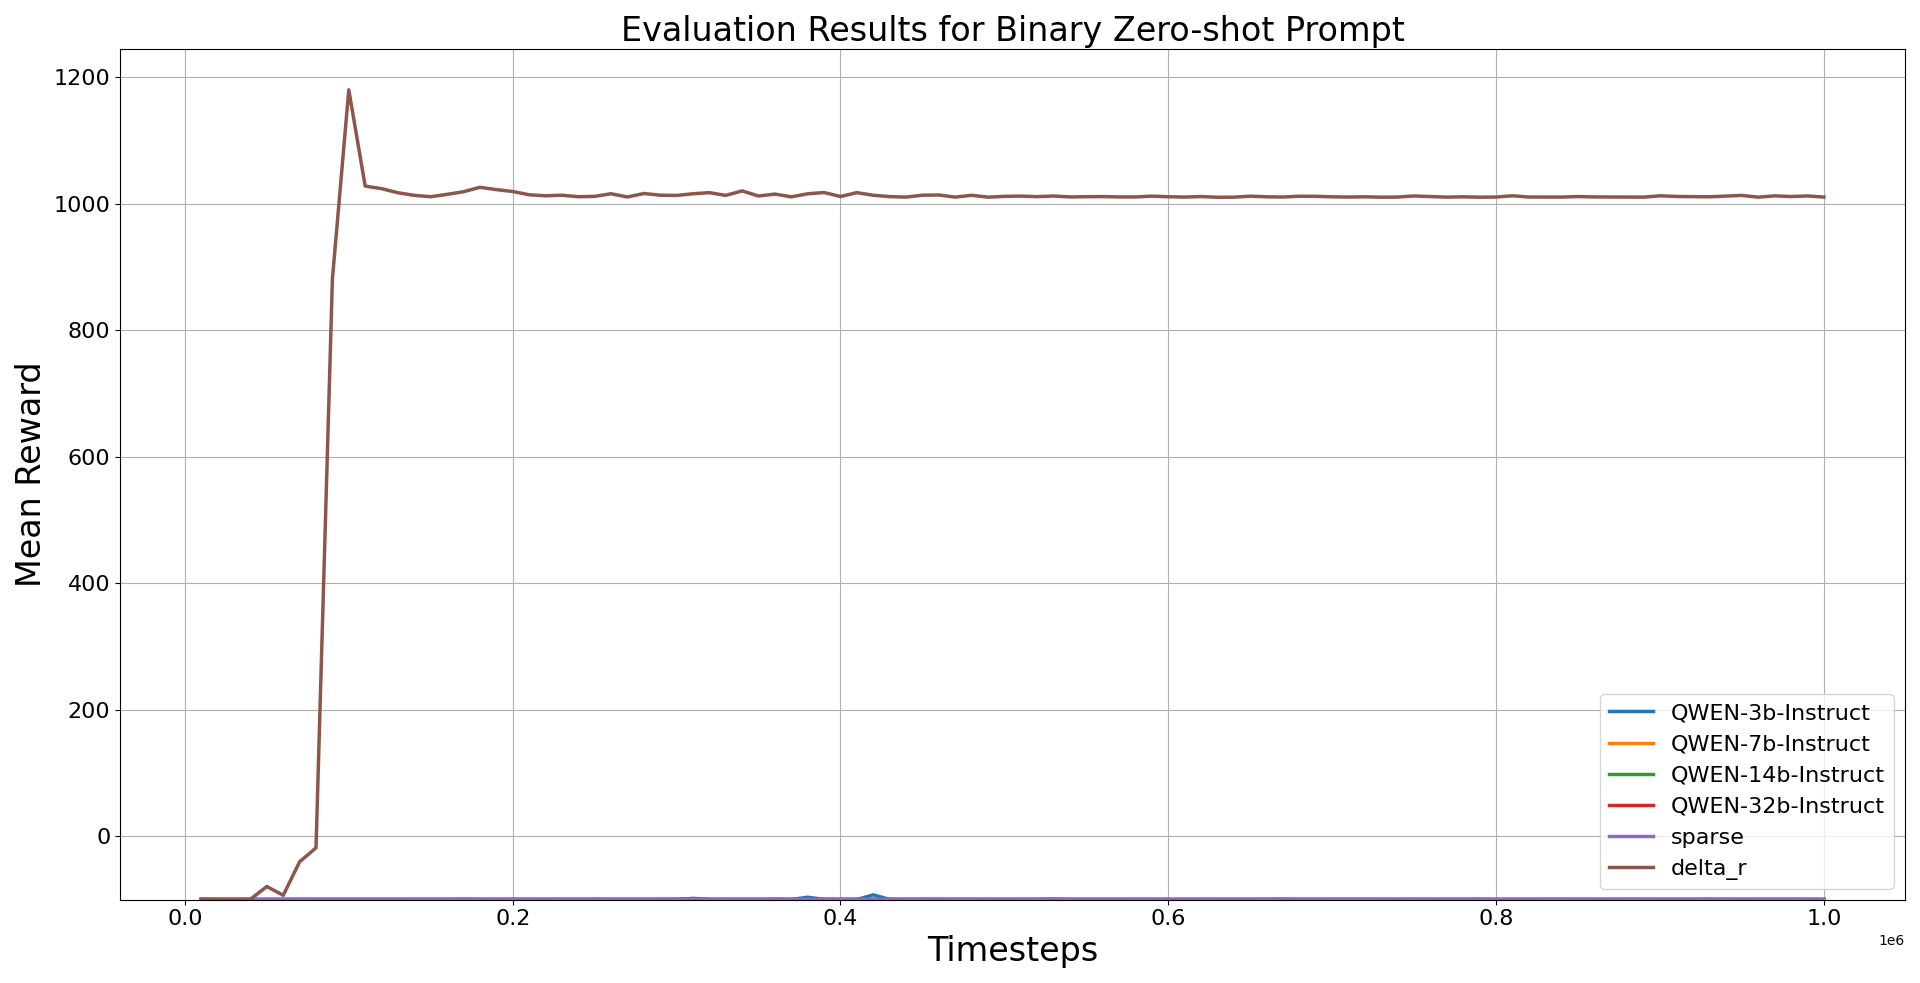 Evaluation Results for Binary Zero-shot Prompt
Mean Reward
1200
1000
800
600
400
200
0
QWEN-3b-Instruct
QWEN-7b-Instruct
QWEN-14b-Instruct
QWEN-32b-Instruct
sparse
delta_r
0.0 0.2 0.4 0.6 0.8 1.0
1e6
Timesteps